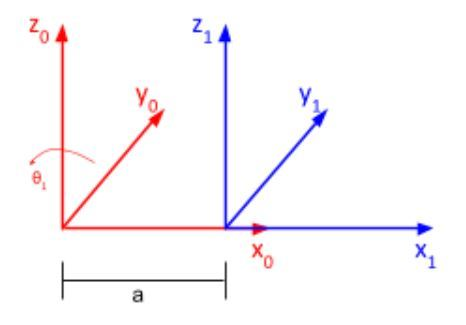 z₀ z₁
y₀ y₁
θ₁
x₀ x₁
a